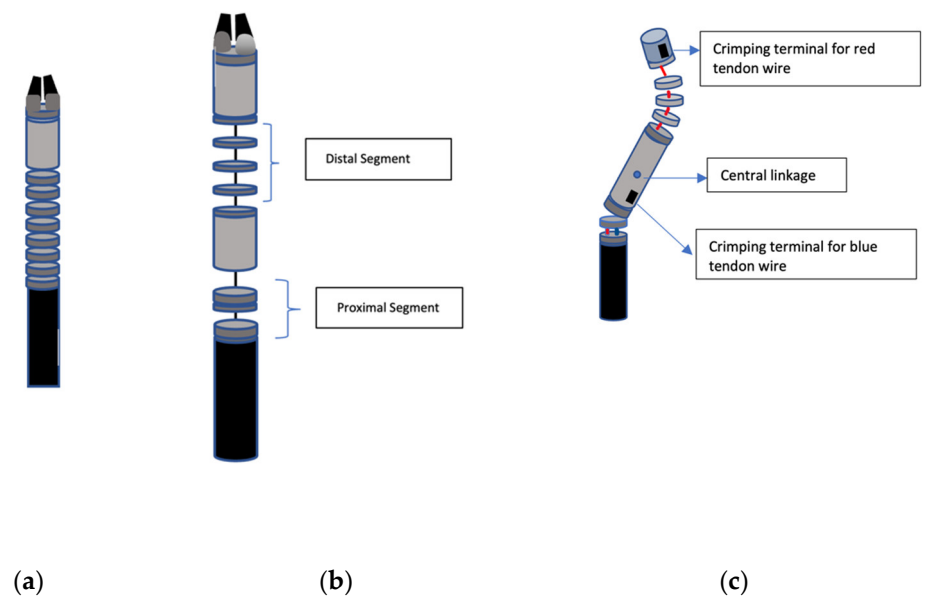 Crimping terminal for red
tendon wire
Distal Segment
Central linkage
Crimping terminal for blue
tendon wire
Proximal Segment
(a)
(b)
(c)